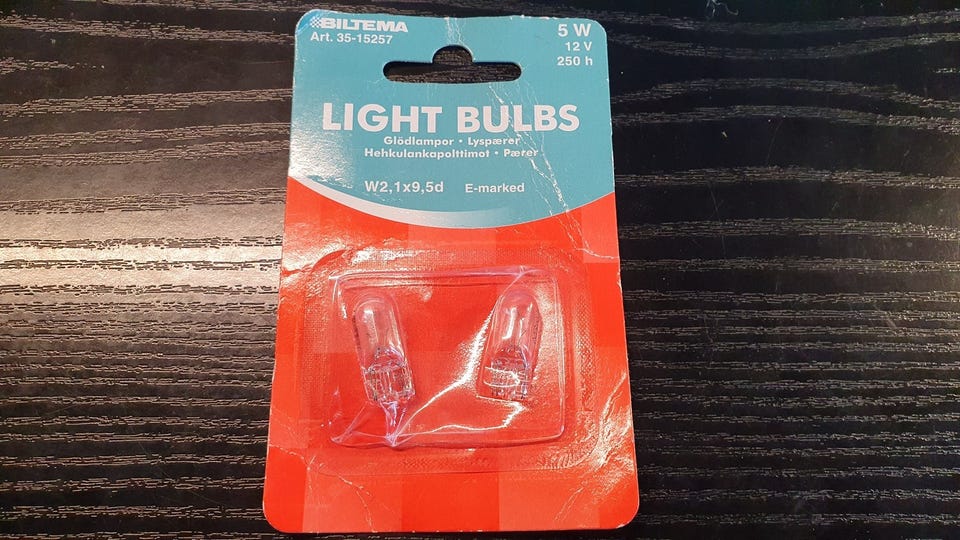 BILTEMA
Art. 35-15257
5 W
12 V
250 h
LIGHT BULBS
Glödlampor • Lyspærer
Hehkulankapolttimot • Pærer
W2,1x9,5d E-marked